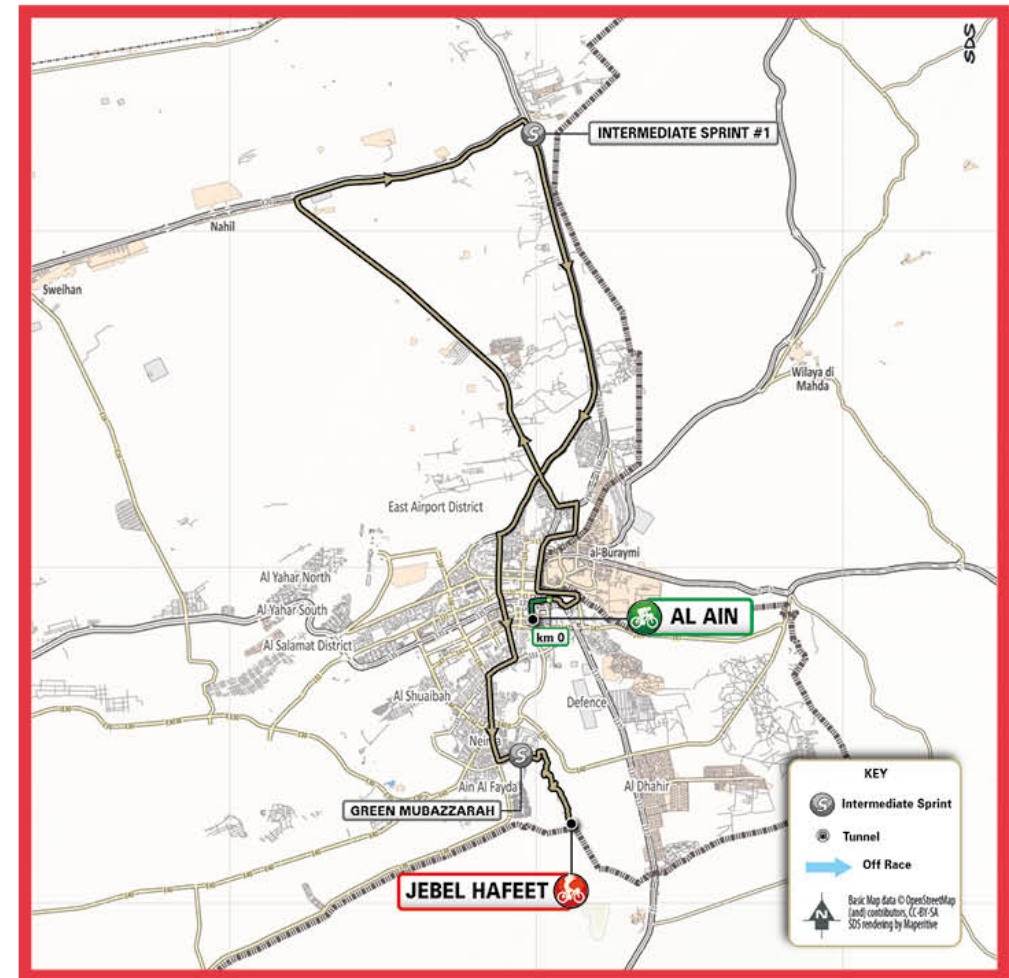 SDS
INTERMEDIATE SPRINT #1
Nahil
Sweihan
Wilaya di
Mahda
East Airport District
al-Buraymi
Al Yahar North
Al Yahar South
AL AIN
km 0
Al Salamat District
Al Shuaibah
Defence
Neima
Ain Al Fayda
Al Dhahir
GREEN MUBAZZARAH
JEBEL HAFEET
KEY
S Intermediate Sprint
Tunnel
Off Race
N
Basic Map data © OpenStreetMap
(and) contributors, CC-BY-SA
SDS rendering by Maperitive